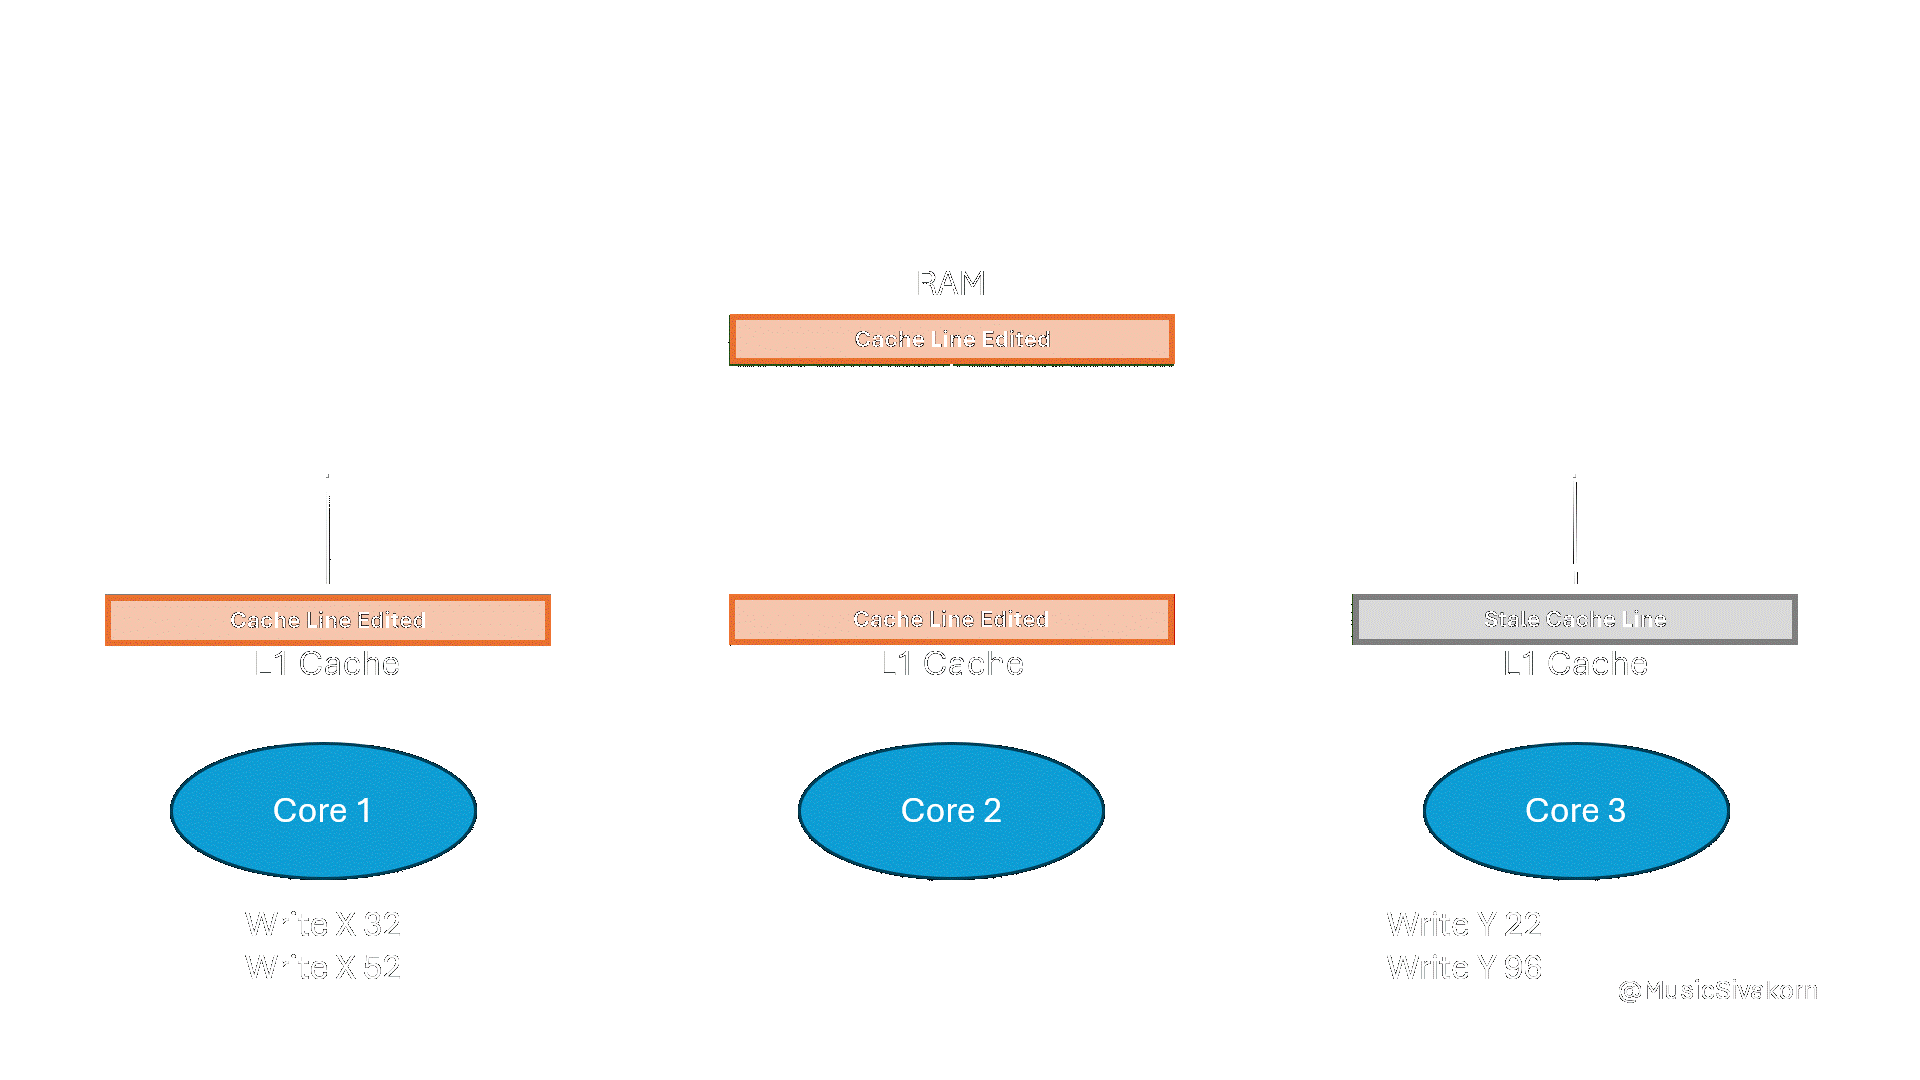 RAM
Cache Line Edited
Cache Line Edited
Cache Line Edited
Stale Cache Line
L1 Cache
L1 Cache
L1 Cache
Core 1
Core 2
Core 3
Write X 32
Write Y 22
Write X 52
Write Y 96
@MusicSivakorn